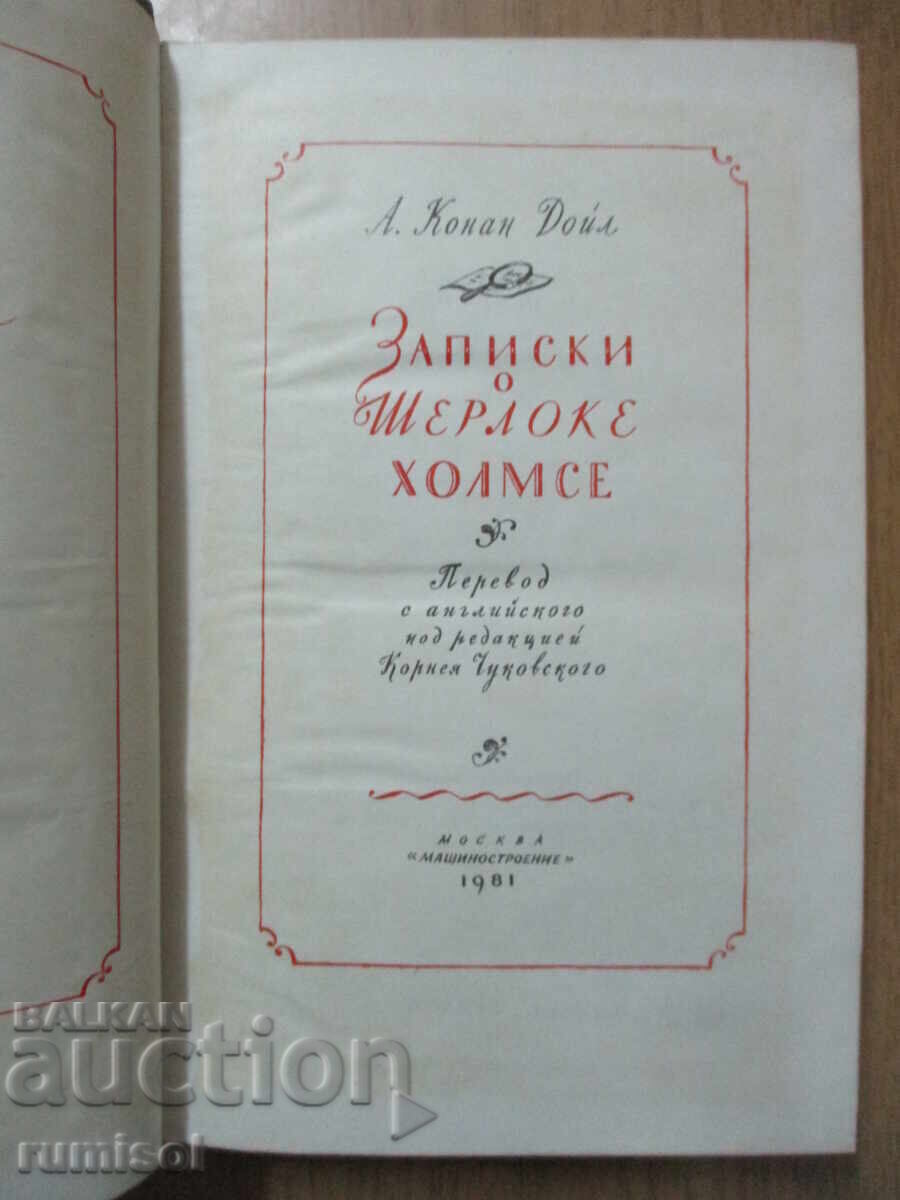 А. Конан Дойл
ЗАПИСКИ
О
ШЕРЛОКЕ
ХОЛМСЕ
Перевод
с английского
под редакцией
Корнея Чуковского
МОСКВА
«МАШИНОСТРОЕНИЕ»
1981
BALKAN
auction
rumisol